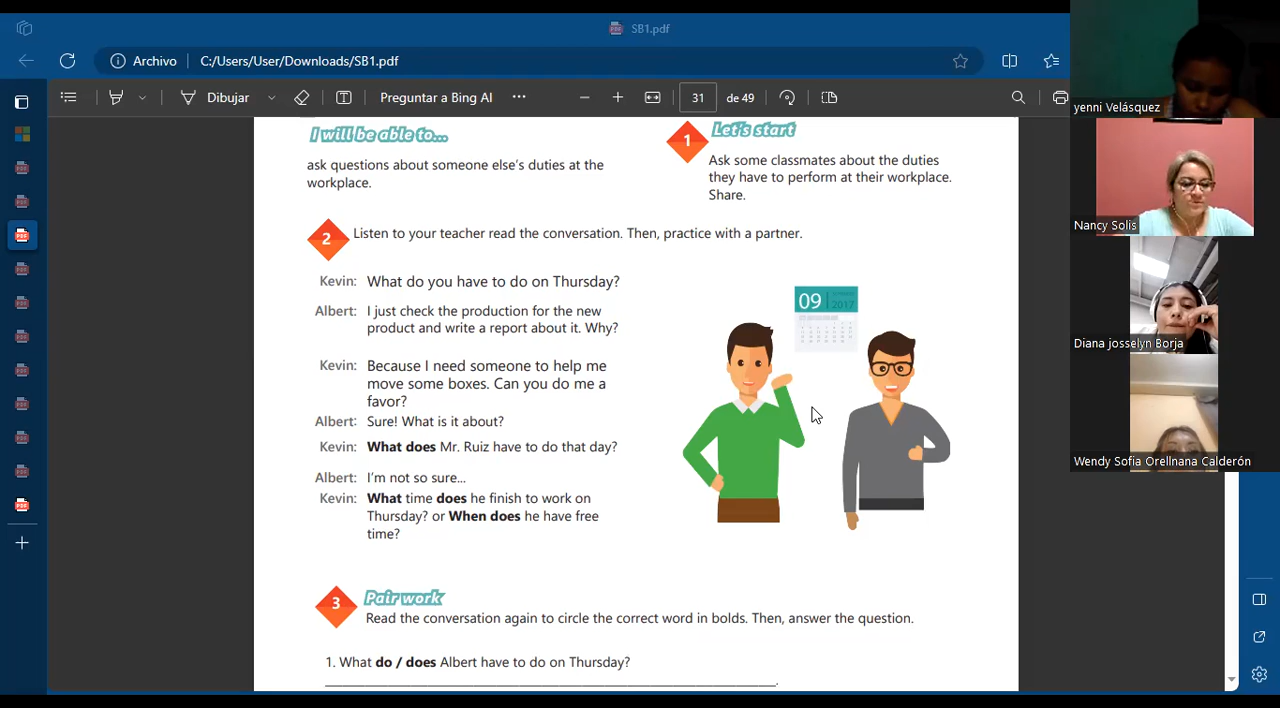 SB1.pdf
Archivo
C:/Users/User/Downloads/SB1.pdf
Dibujar
Preguntar a Bing AI
31
de 49
I will be able to...
ask questions about someone else's duties at the
workplace.
1
Let's start
Ask some classmates about the duties
they have to perform at their workplace.
Share.
2
Listen to your teacher read the conversation. Then, practice with a partner.
Kevin: What do you have to do on Thursday?
Albert: I just check the production for the new
product and write a report about it. Why?
Kevin: Because I need someone to help me
move some boxes. Can you do me a
favor?
Albert: Sure! What is it about?
Kevin: What does Mr. Ruiz have to do that day?
Albert: I'm not so sure...
Kevin: What time does he finish to work on
Thursday? or When does he have free
time?
09
2017
3
Pair work
Read the conversation again to circle the correct word in bolds. Then, answer the question.
1. What do / does Albert have to do on Thursday?
yenni Velásquez
Nancy Solis
Diana josselyn Borja
Wendy Sofia Orellnana Calderón